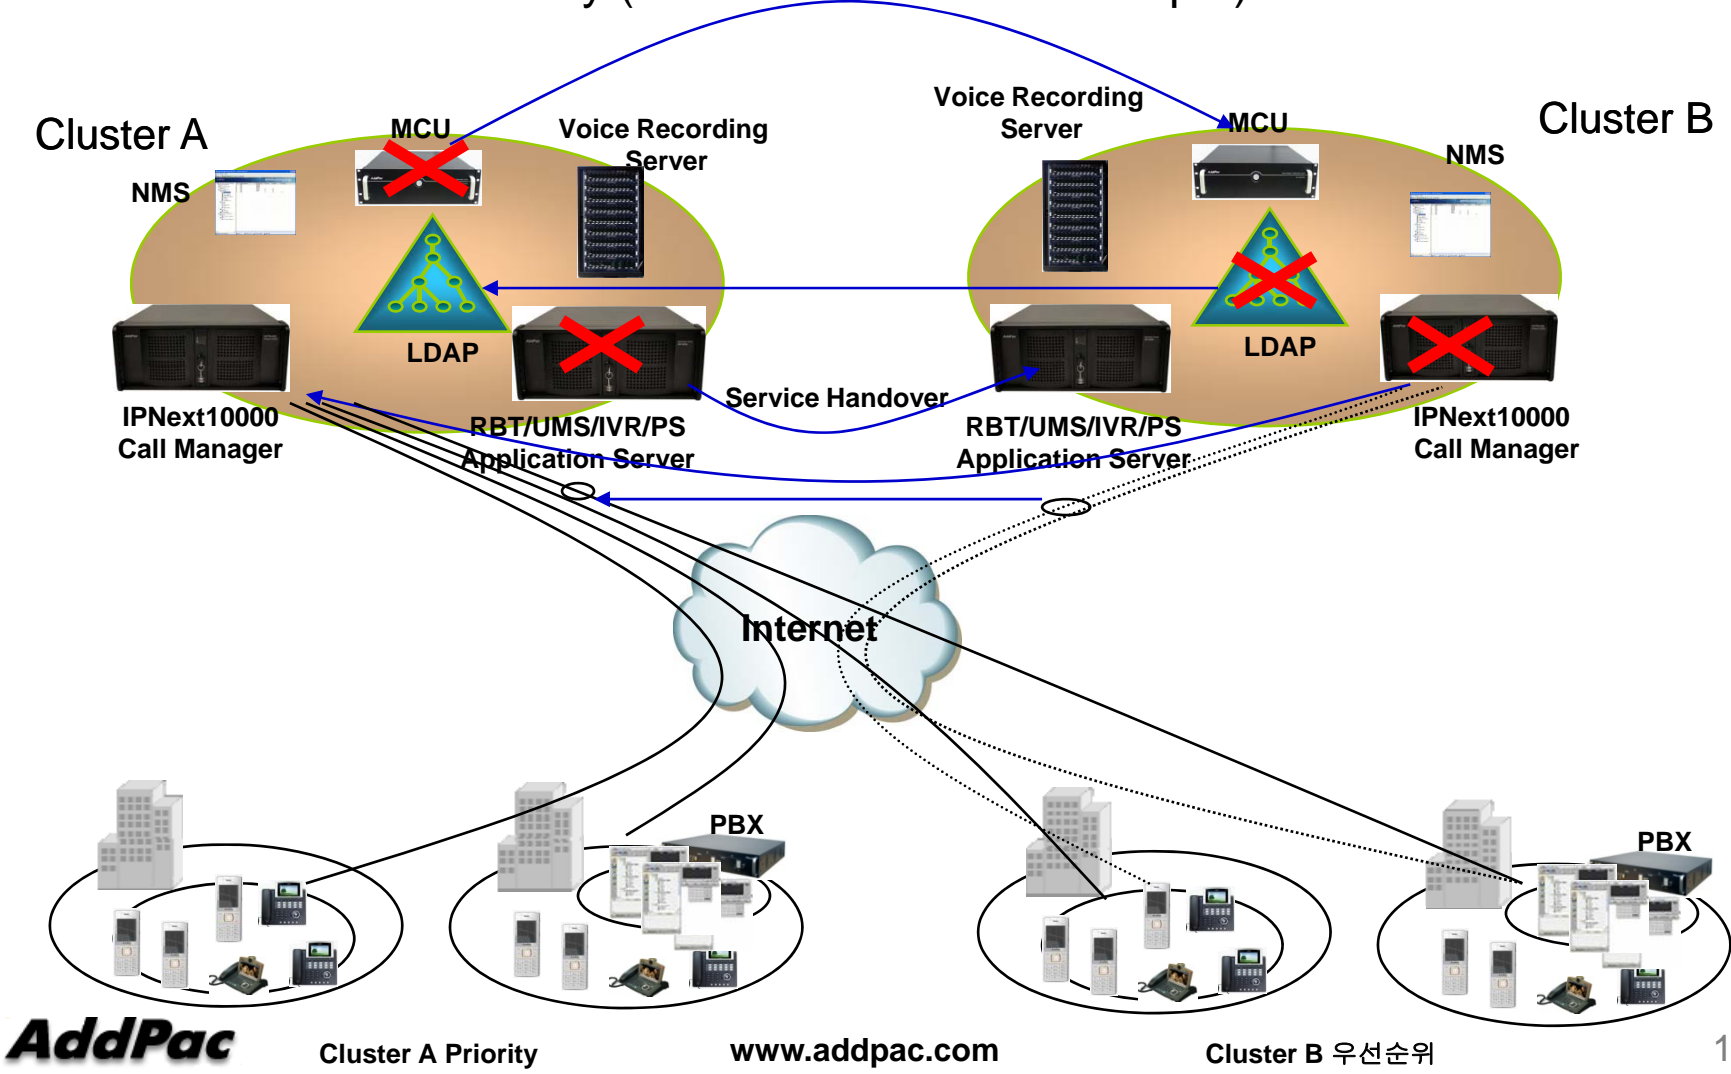 Cluster A
MCU
Voice Recording
Server
NMS
LDAP
IPNext10000
Call Manager
RBT/UMS/IVR/PS
Application Server
Service Handover
Voice Recording
Server
MCU
Cluster B
NMS
LDAP
RBT/UMS/IVR/PS
Application Server
IPNext10000
Call Manager
Internet
PBX
PBX
AddPac
Cluster A Priority
www.addpac.com
Cluster B 우선순위
1